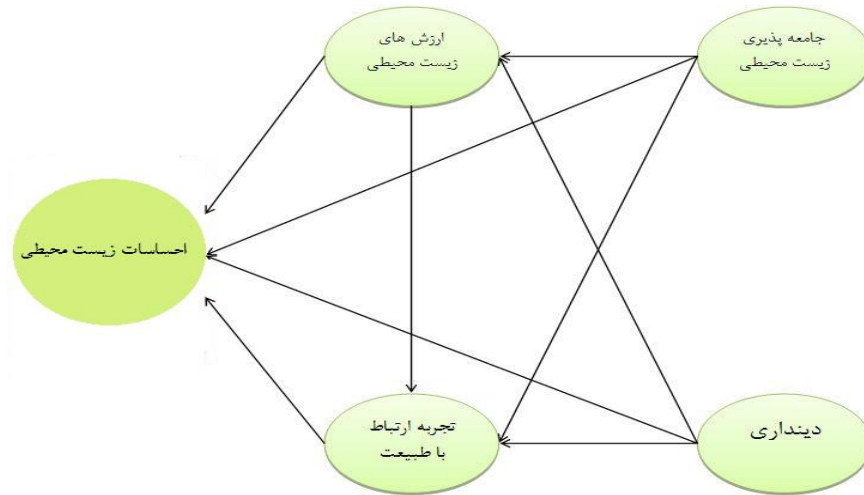 جامعه پذیری
زیست محیطی
ارزش های
زیست محیطی
احساسات زیست محیطی
دینداری
تجربه ارتباط
با طبیعت